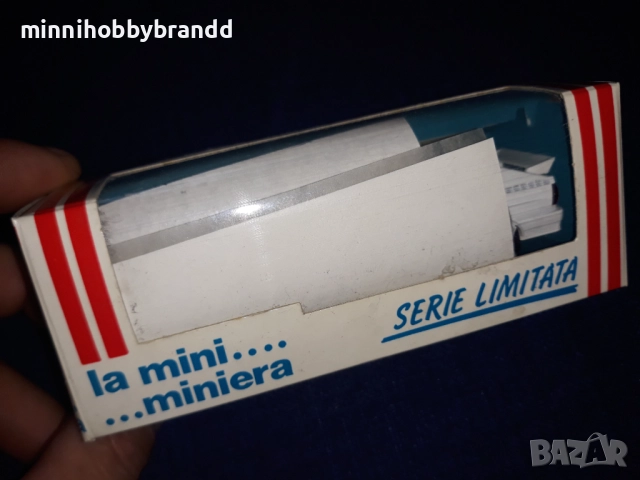 minnihobbybrandd
SERIE LIMITATA
la mini....
...miniera
BAZAR